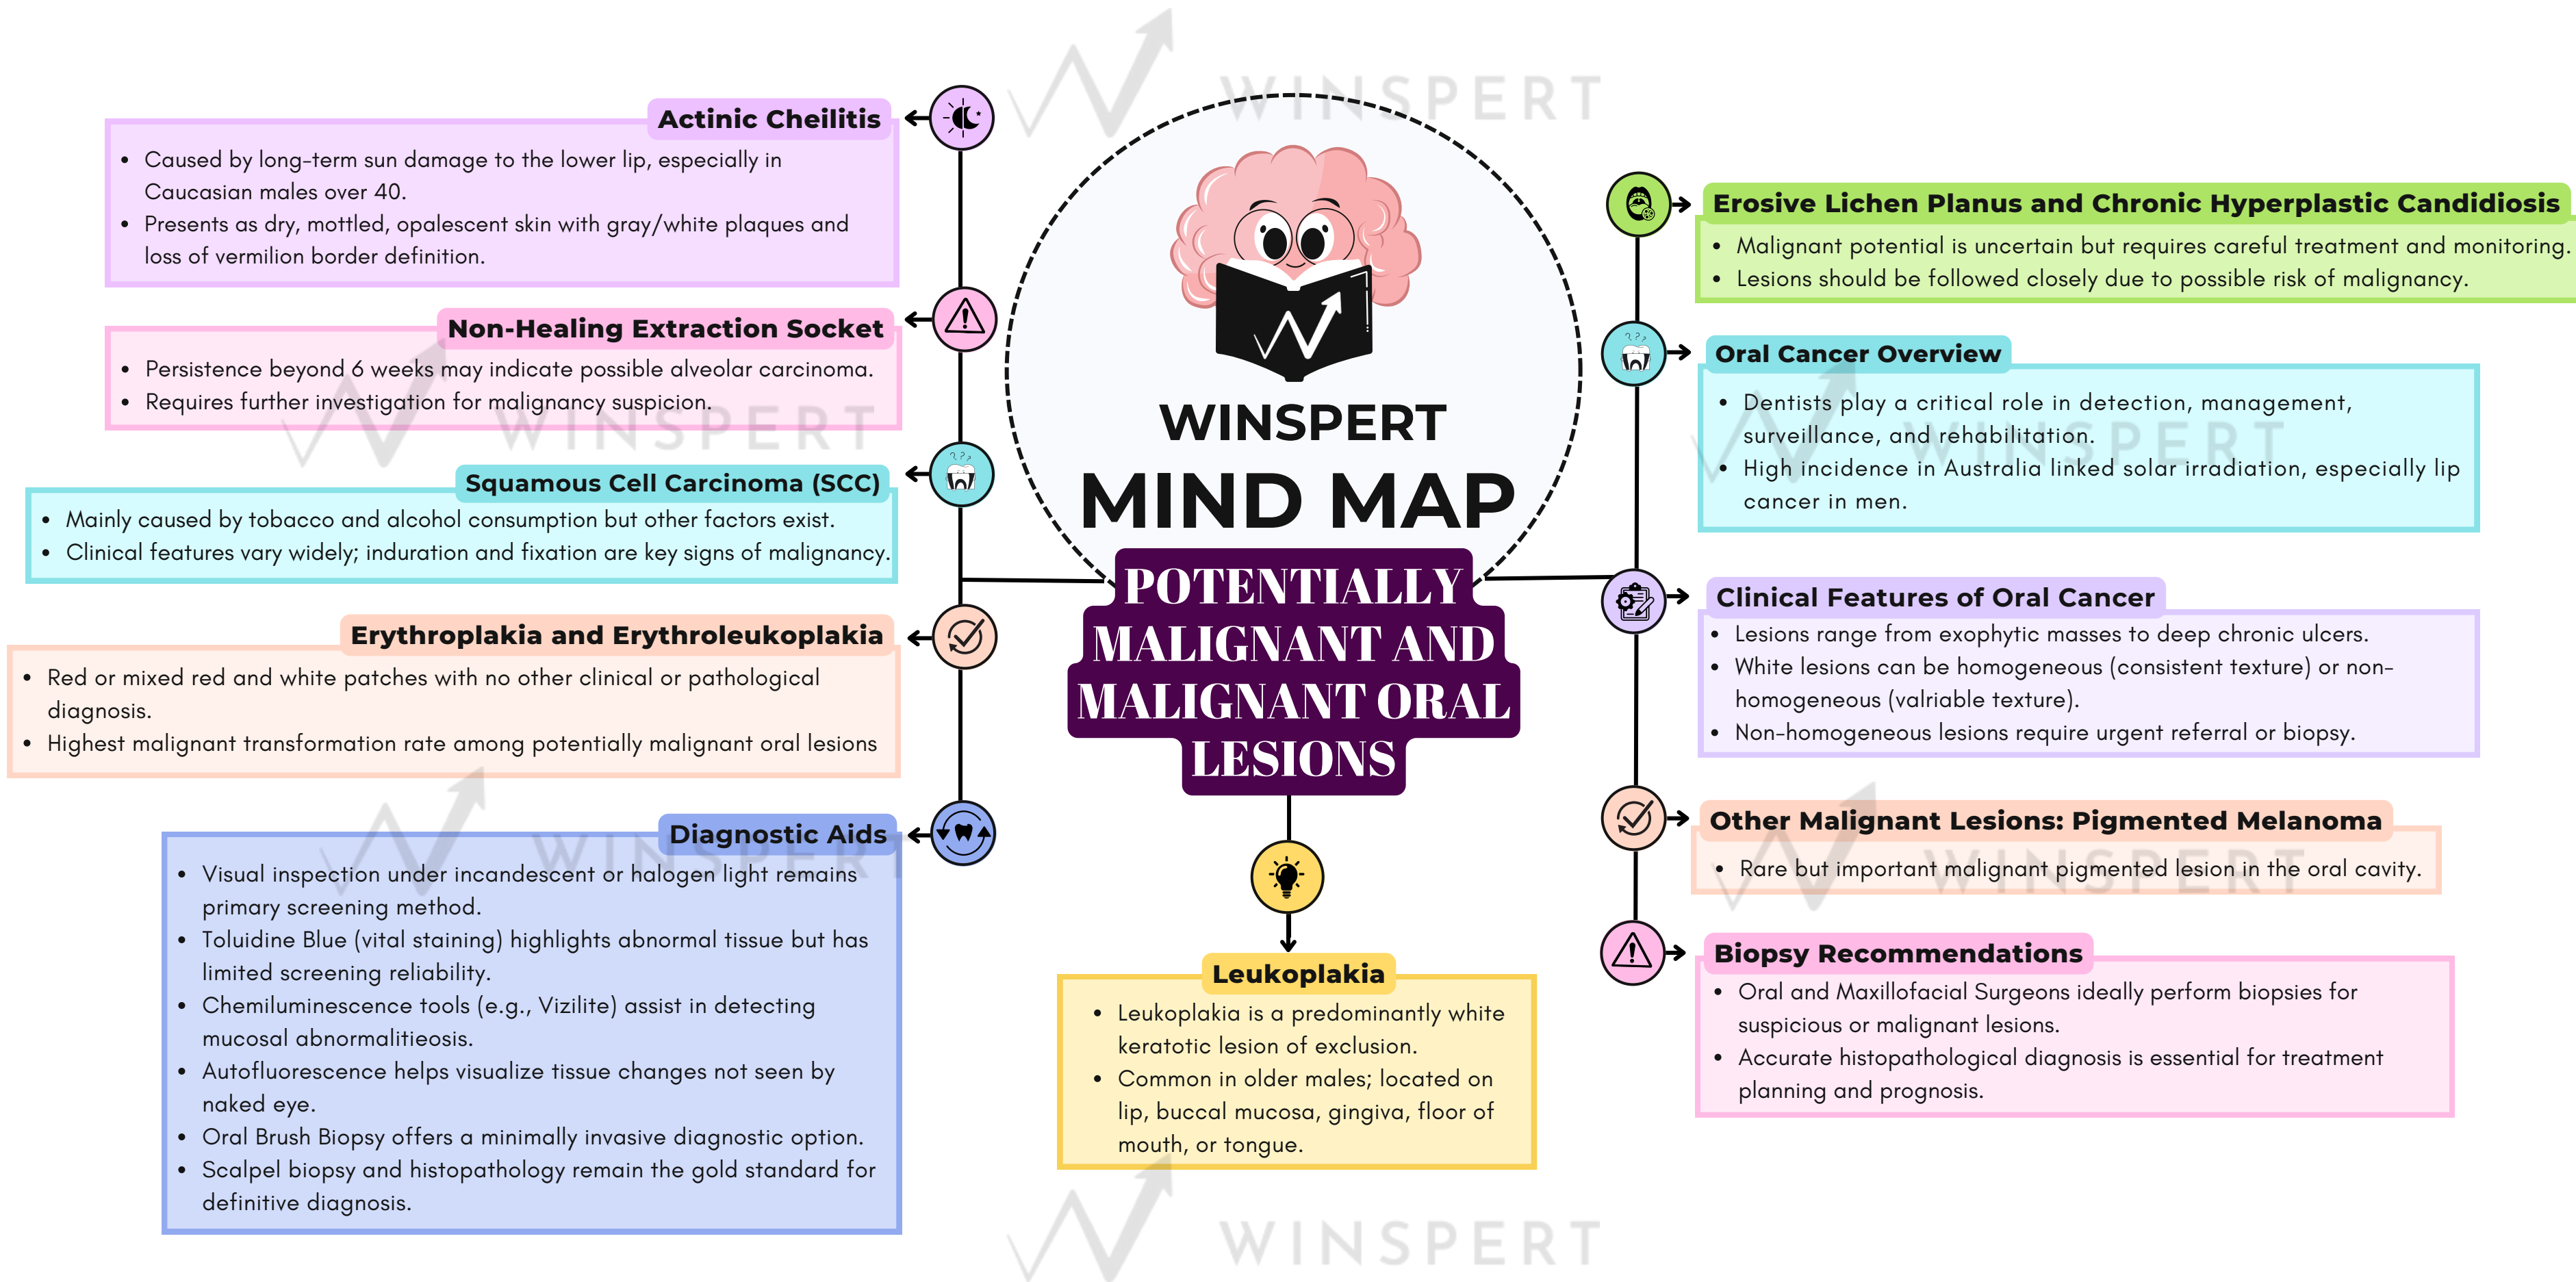 WINSPERT
WINSPERT
MIND MAP
POTENTIALLY
MALIGNANT AND
MALIGNANT ORAL
LESIONS
Actinic Cheilitis
• Caused by long-term sun damage to the lower lip, especially in
Caucasian males over 40.
• Presents as dry, mottled, opalescent skin with gray/white plaques and
loss of vermilion border definition.
Non-Healing Extraction Socket
• Persistence beyond 6 weeks may indicate possible alveolar carcinoma.
• Requires further investigation for malignancy suspicion.
WINSPERT
Squamous Cell Carcinoma (SCC)
• Mainly caused by tobacco and alcohol consumption but other factors exist.
• Clinical features vary widely; induration and fixation are key signs of malignancy.
Erythroplakia and Erythroleukoplakia
• Red or mixed red and white patches with no other clinical or pathological
diagnosis.
• Highest malignant transformation rate among potentially malignant oral lesions
Diagnostic Aids
WINSPERT
• Visual inspection under incandescent or halogen light remains
primary screening method.
• Toluidine Blue (vital staining) highlights abnormal tissue but has
limited screening reliability.
• Chemiluminescence tools (e.g., Vizilite) assist in detecting
mucosal abnormalitieosis.
• Autofluorescence helps visualize tissue changes not seen by
naked eye.
• Oral Brush Biopsy offers a minimally invasive diagnostic option.
• Scalpel biopsy and histopathology remain the gold standard for
definitive diagnosis.
Leukoplakia
• Leukoplakia is a predominantly white
keratotic lesion of exclusion.
• Common in older males; located on
lip, buccal mucosa, gingiva, floor of
mouth, or tongue.
WINSPERT
Erosive Lichen Planus and Chronic Hyperplastic Candidiosis
• Malignant potential is uncertain but requires careful treatment and monitoring.
• Lesions should be followed closely due to possible risk of malignancy.
Oral Cancer Overview
• Dentists play a critical role in detection, management,
surveillance, and rehabilitation.
• High incidence in Australia linked solar irradiation, especially lip
cancer in men.
WINSPERT
Clinical Features of Oral Cancer
• Lesions range from exophytic masses to deep chronic ulcers.
• White lesions can be homogeneous (consistent texture) or non-
homogeneous (valriable texture).
• Non-homogeneous lesions require urgent referral or biopsy.
Other Malignant Lesions: Pigmented Melanoma
• Rare but important malignant pigmented lesion in the oral cavity.
WINSPERT
Biopsy Recommendations
• Oral and Maxillofacial Surgeons ideally perform biopsies for
suspicious or malignant lesions.
• Accurate histopathological diagnosis is essential for treatment
planning and prognosis.